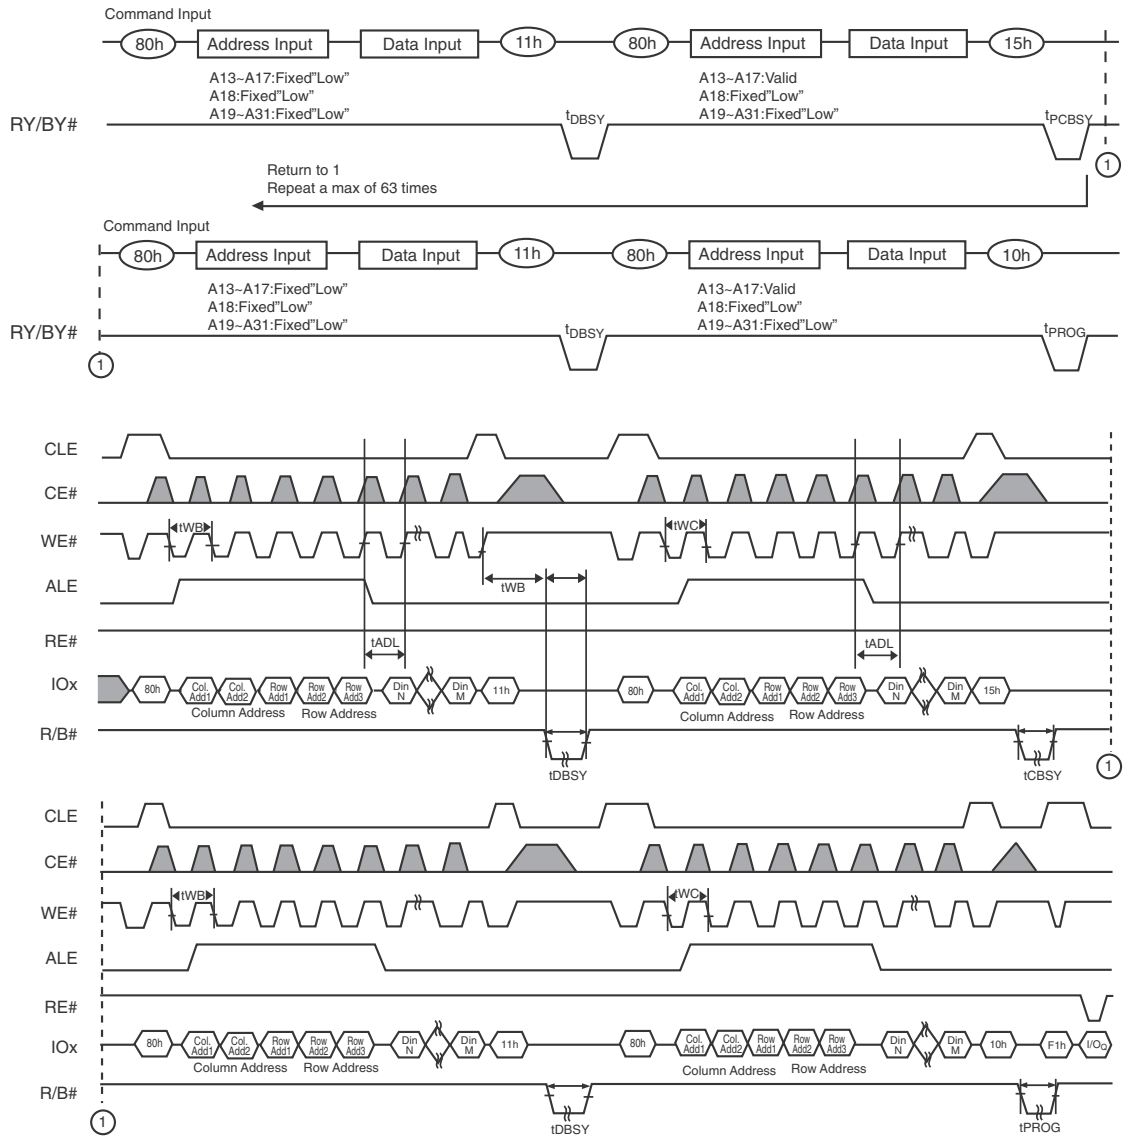 Command Input
80h Address Input Data Input 11h 80h Address Input Data Input 15h
A13~A17:Fixed"Low" A13~A17:Valid
A18:Fixed"Low" A18:Fixed"Low"
A19~A31:Fixed"Low" A19~A31:Fixed"Low"
RY/BY# tDBSY tPCBSY
1
Return to 1
Repeat a max of 63 times
Command Input
80h Address Input Data Input 11h 80h Address Input Data Input 10h
A13~A17:Fixed"Low" A13~A17:Valid
A18:Fixed"Low" A18:Fixed"Low"
A19~A31:Fixed"Low" A19~A31:Fixed"Low"
RY/BY# tDBSY tPROG
1
CLE
CE#
WE# tWB tWC
ALE tWB
RE# tADL tADL
IOx 80h Col. Add1 Col. Add2 Row Add1 Row Add2 Row Add3 Din N Din M 11h 80h Col. Add1 Col. Add2 Row Add1 Row Add2 Row Add3 Din N Din M 15h
Column Address Row Address Column Address Row Address
R/B#
tDBSY tCBSY 1
CLE
CE#
WE# tWB tWC
ALE
RE#
IOx 80h Col. Add1 Col. Add2 Row Add1 Row Add2 Row Add3 Din N Din M 11h 80h Col. Add1 Col. Add2 Row Add1 Row Add2 Row Add3 Din N Din M 10h F1h I/OQ
Column Address Row Address Column Address Row Address
R/B#
1 tDBSY tPROG